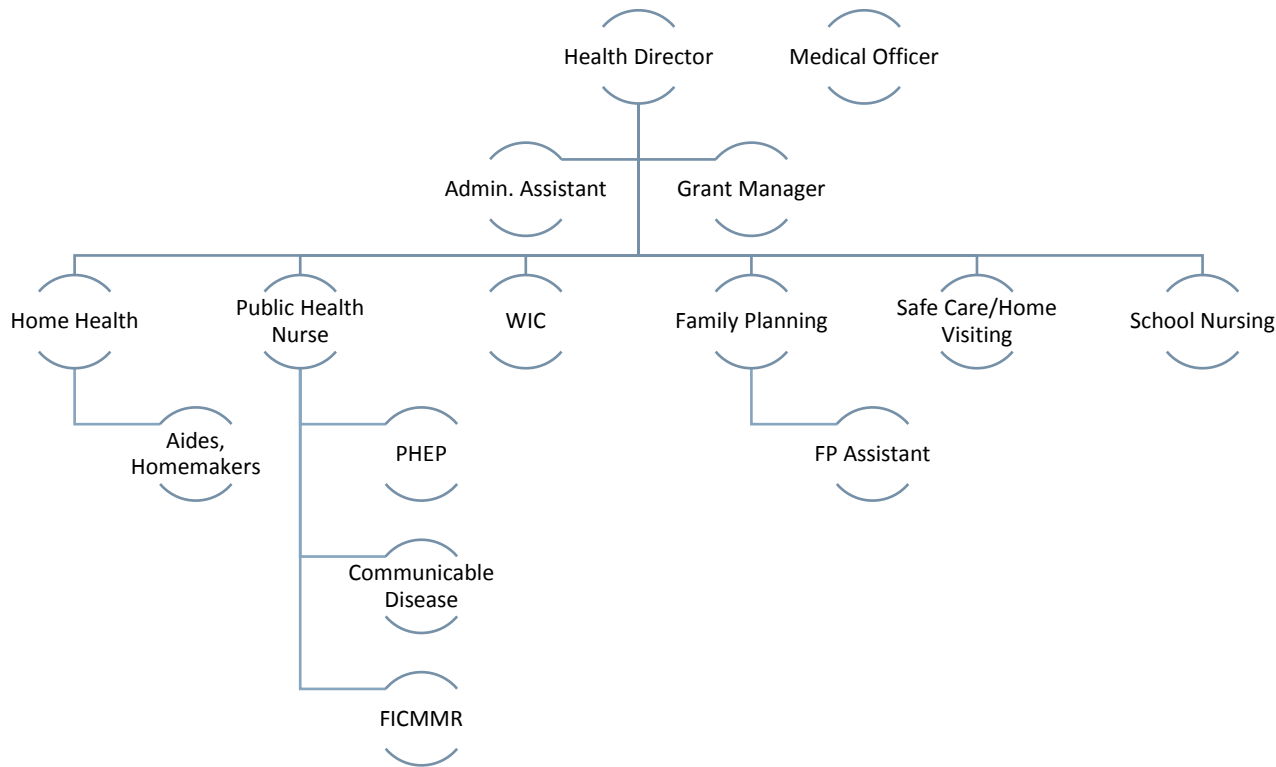 Health Director
Medical Officer
Admin. Assistant
Grant Manager
Home Health
Public Health
Nurse
WIC
Family Planning
Safe Care/Home
Visiting
School Nursing
Aides,
Homemakers
PHEP
FP Assistant
Communicable
Disease
FICMMR